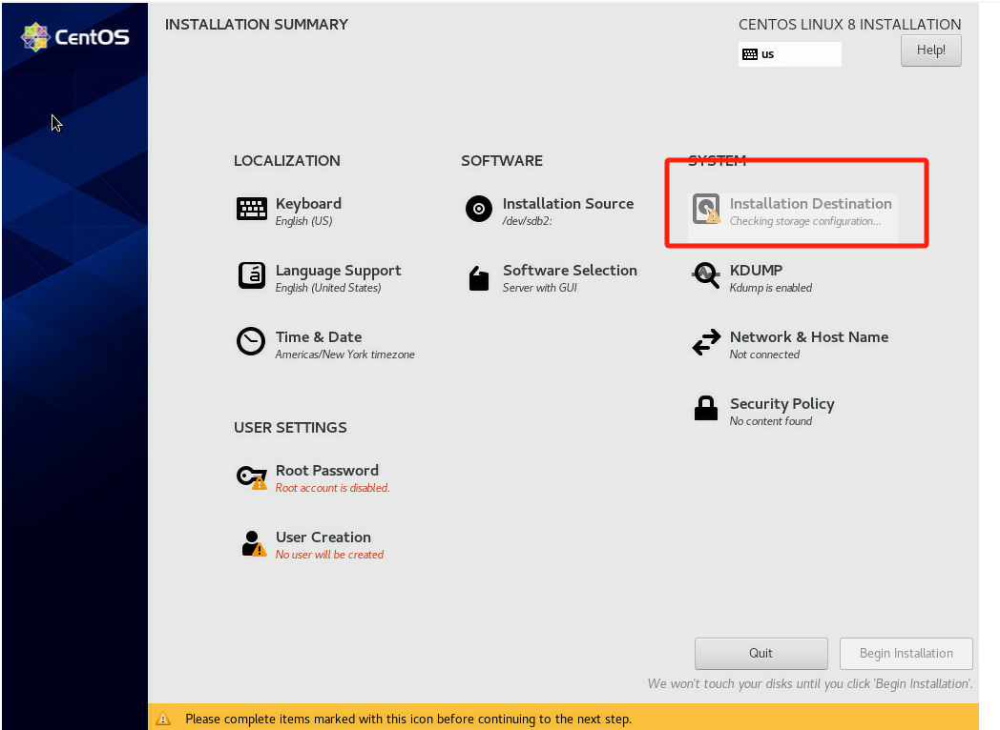 CentOS
INSTALLATION SUMMARY
CENTOS LINUX 8 INSTALLATION
us
Help!
LOCALIZATION
Keyboard
English (US)
Language Support
English (United States)
Time & Date
Americas/New York timezone
SOFTWARE
Installation Source
/dev/sdb2:
Software Selection
Server with GUI
SYSTEM
Installation Destination
Checking storage configuration...
KDUMP
Kdump is enabled
Network & Host Name
Not connected
Security Policy
No content found
USER SETTINGS
Root Password
Root account is disabled.
User Creation
No user will be created
Quit
Begin Installation
We won't touch your disks until you click 'Begin Installation'.
Please complete items marked with this icon before continuing to the next step.